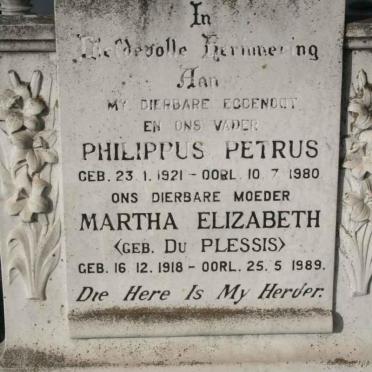 In
Liefdevolle Herinnering
Aan
MY DIERBARE EGGENOOT
EN ONS VADER
PHILIPPUS PETRUS
GEB. 23. 1. 1921 - OORL. 10. 7. 1980
ONS DIERBARE MOEDER
MARTHA ELIZABETH
(GEB. DU PLESSIS)
GEB. 16. 12. 1918 - OORL. 25. 5. 1989.
Die Here Is My Herder.